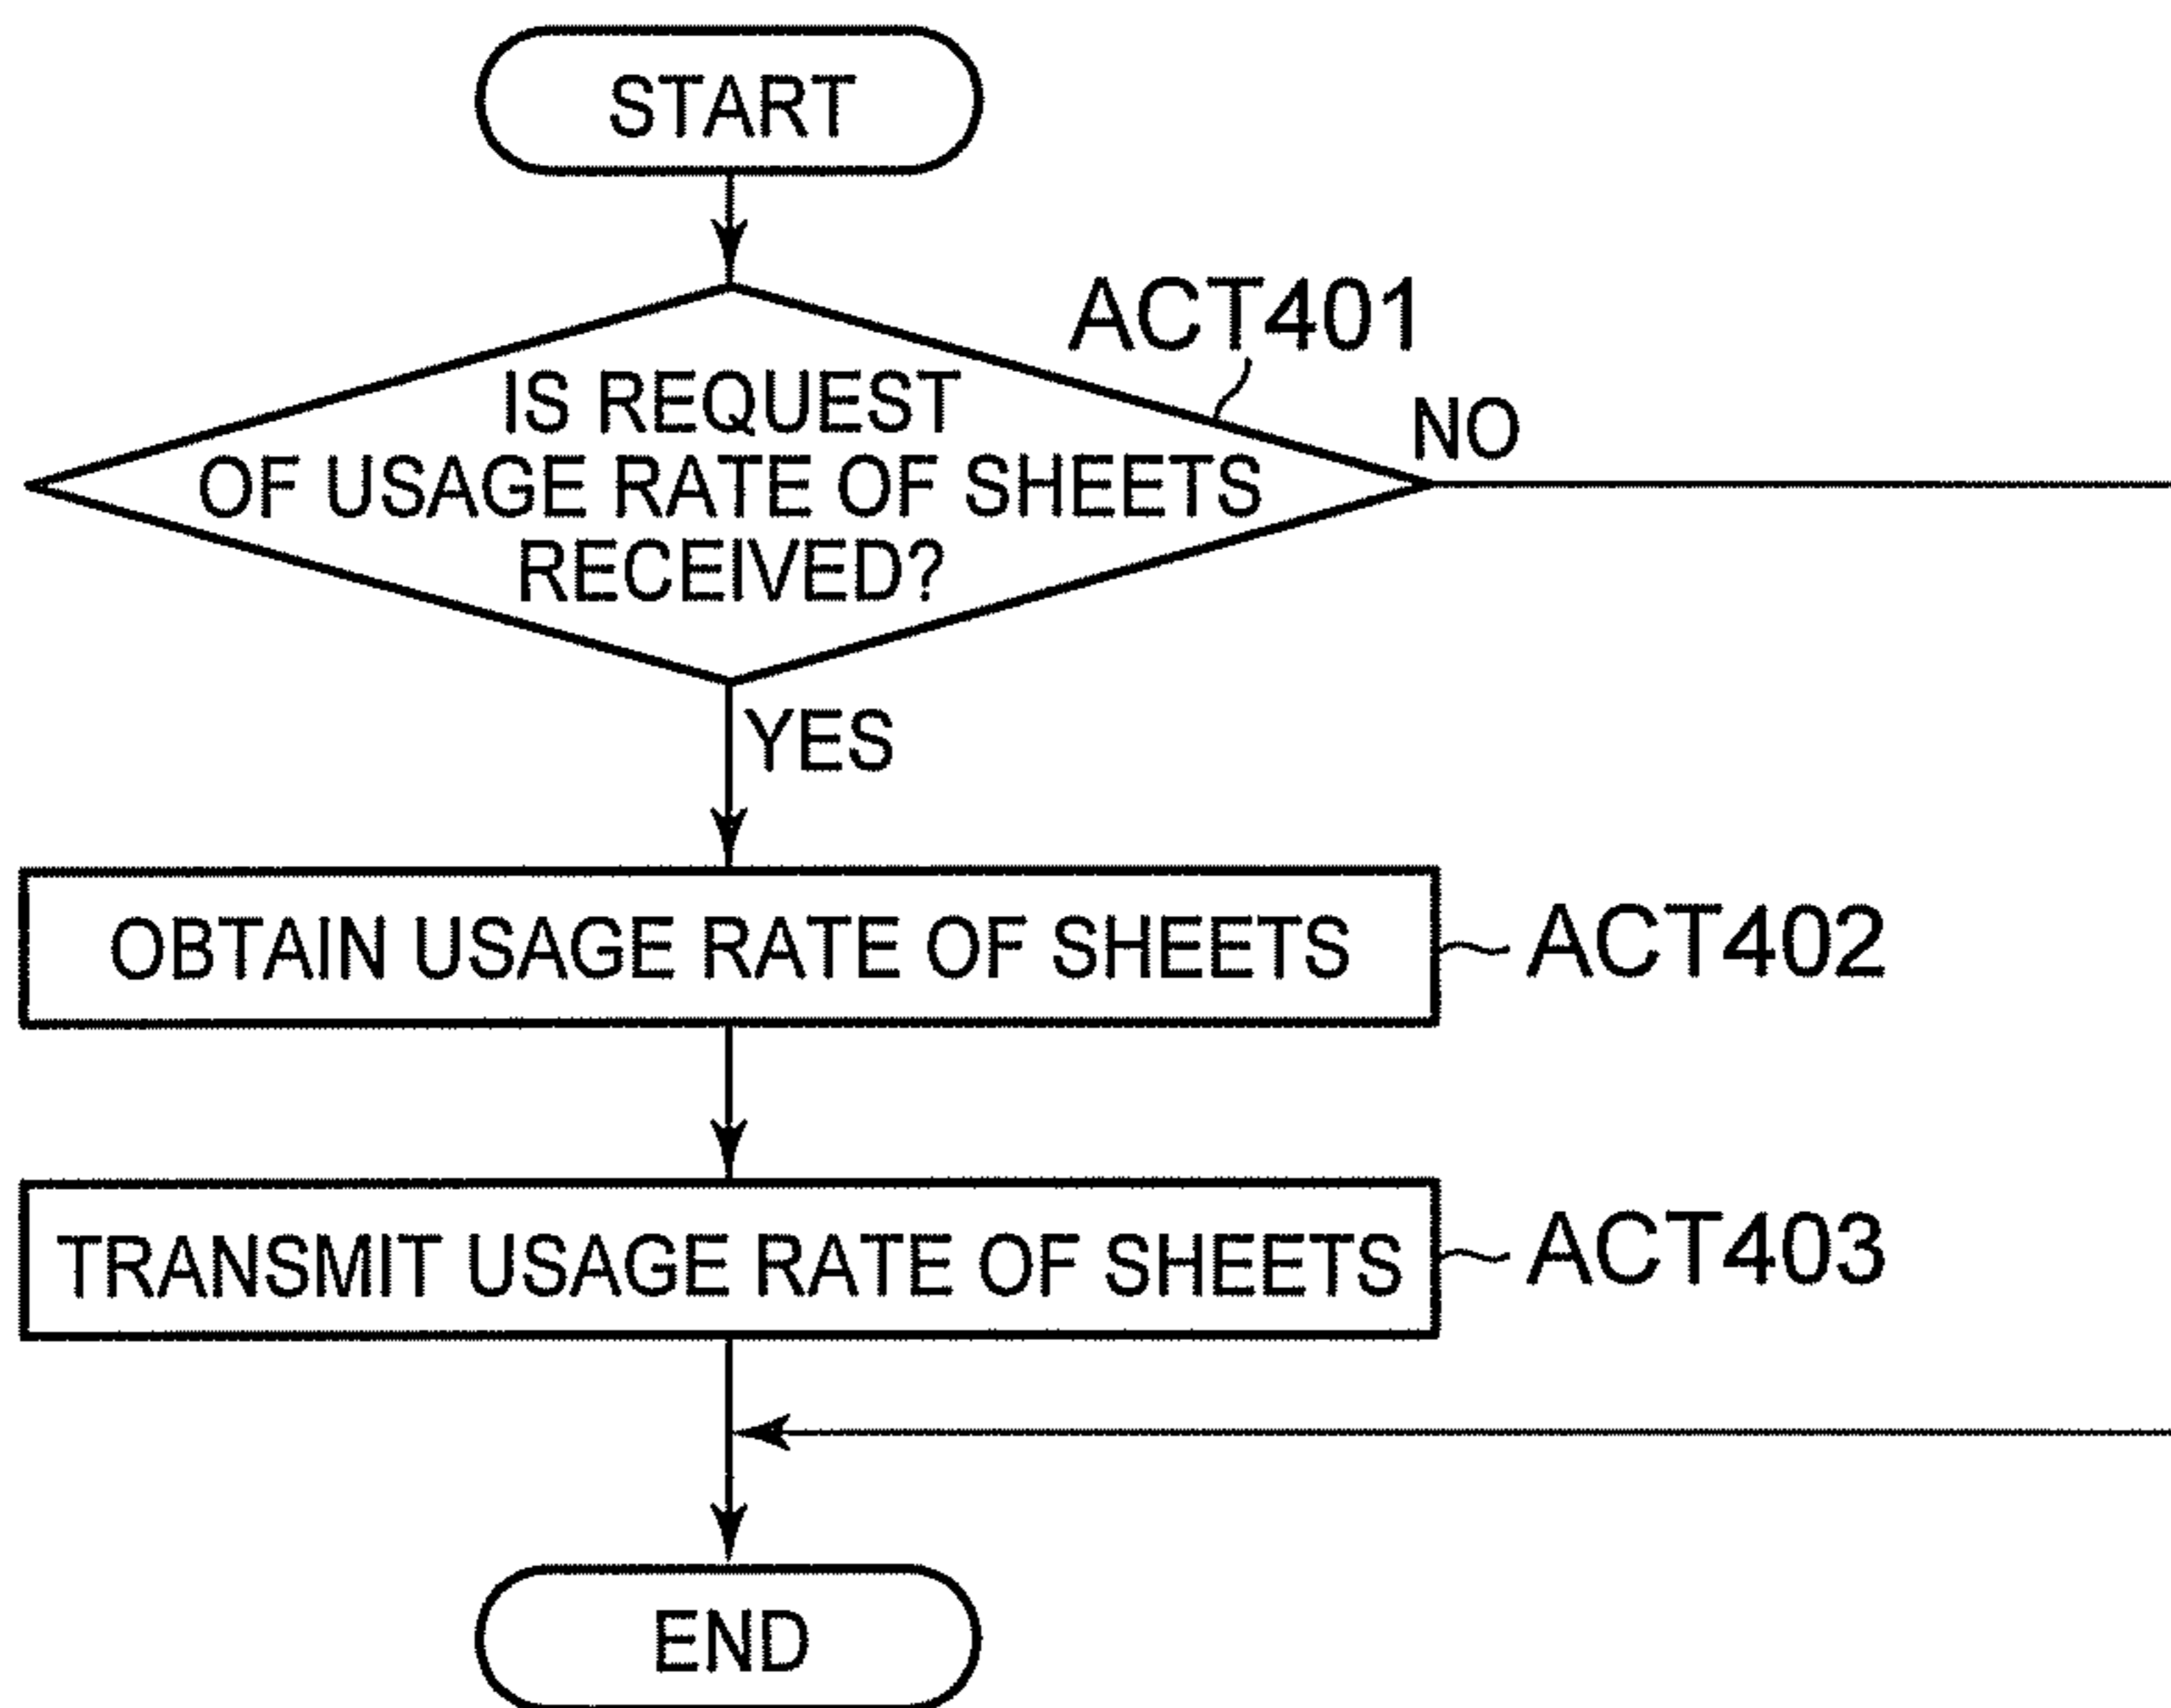 START
ACT401
IS REQUEST
OF USAGE RATE OF SHEETS
RECEIVED?
NO
YES
OBTAIN USAGE RATE OF SHEETS
ACT402
TRANSMIT USAGE RATE OF SHEETS
ACT403
END